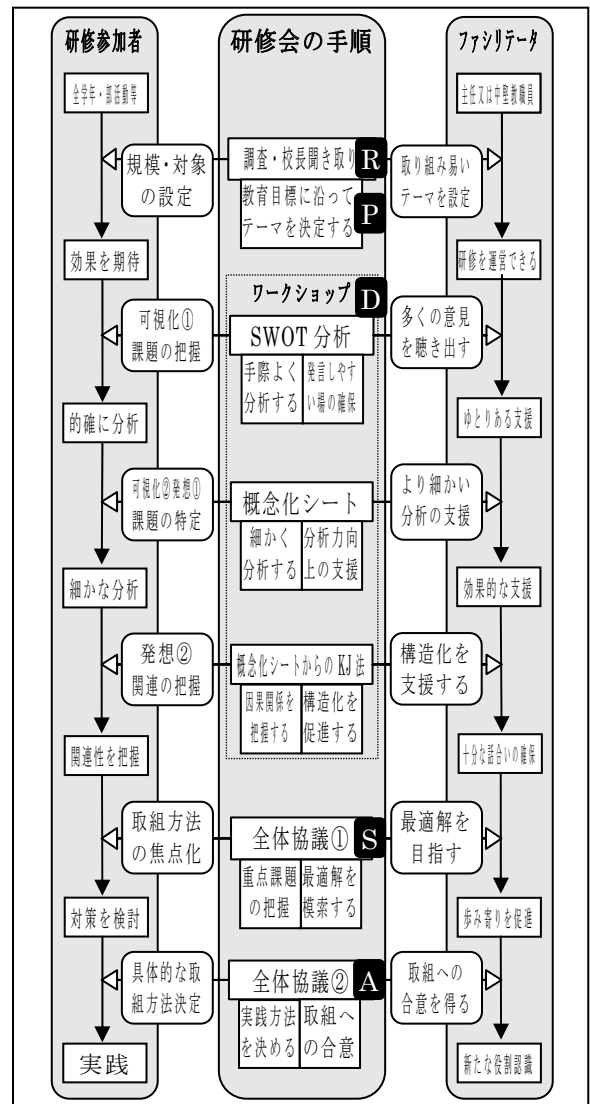 研修参加者
研修会の手順
ファシリテータ
全学年・部活動等
主任又は中堅教職員
規模・対象
の設定
調査・校長聞き取り
R
教育目標に沿って
テーマを決定する
P
取り組み易い
テーマを設定
効果を期待
研修を運営できる
ワークショップ
D
可視化①
課題の把握
SWOT 分析
手際よく
分析する
発言しやす
い場の確保
多くの意見
を聴き出す
的確に分析
ゆとりある支援
可視化②発想①
課題の特定
概念化シート
細かく
分析する
分析力向
上の支援
より細かい
分析の支援
細かな分析
効果的な支援
発想②
関連の把握
概念化シートからの KJ 法
因果関係を
把握する
構造化を
促進する
構造化を
支援する
関連性を把握
十分な話合いの確保
取組方法
の焦点化
全体協議①
S
重点課題
の把握
最適解を
模索する
最適解を
目指す
対策を検討
歩み寄りを促進
具体的な取
組方法決定
全体協議②
A
実践方法
を決める
取組へ
の合意
取組への
合意を得る
実践
新たな役割認識